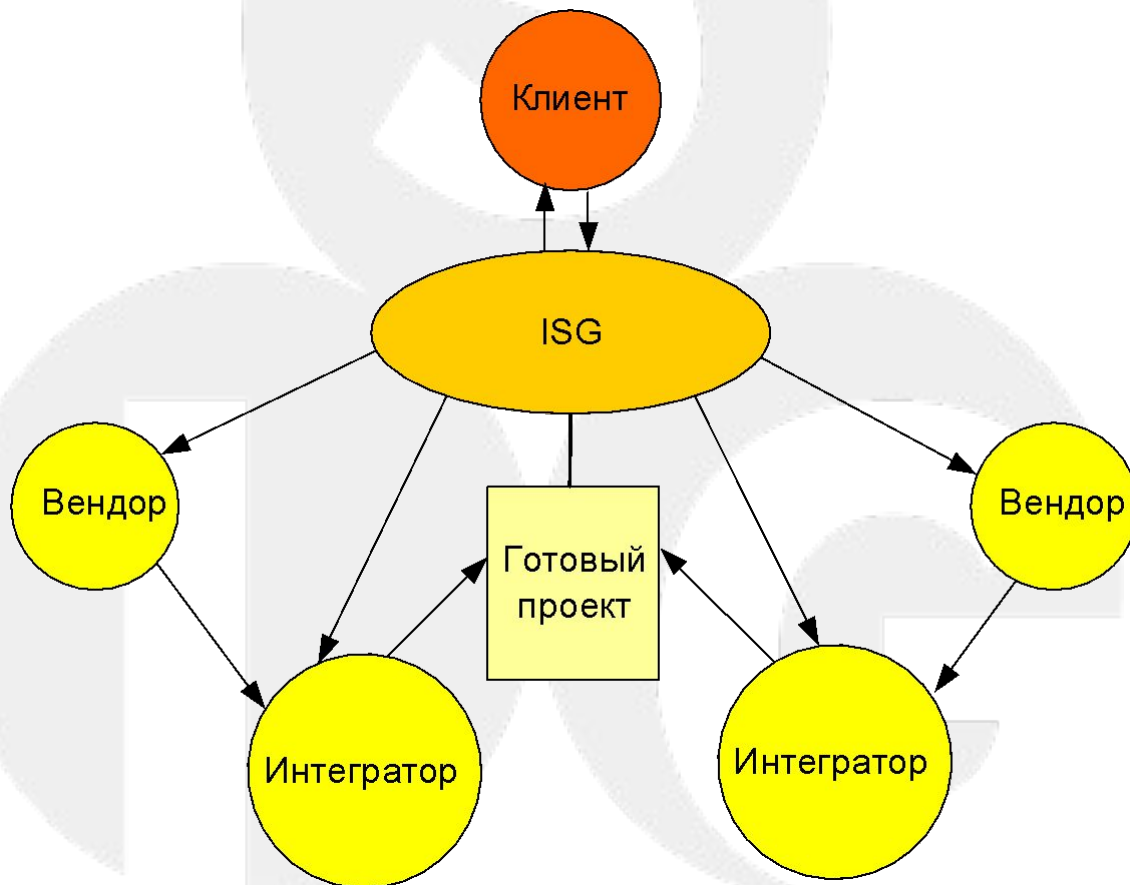 Клиент
ISG
Вендор
Вендор
Готовый
проект
Интегратор
Интегратор